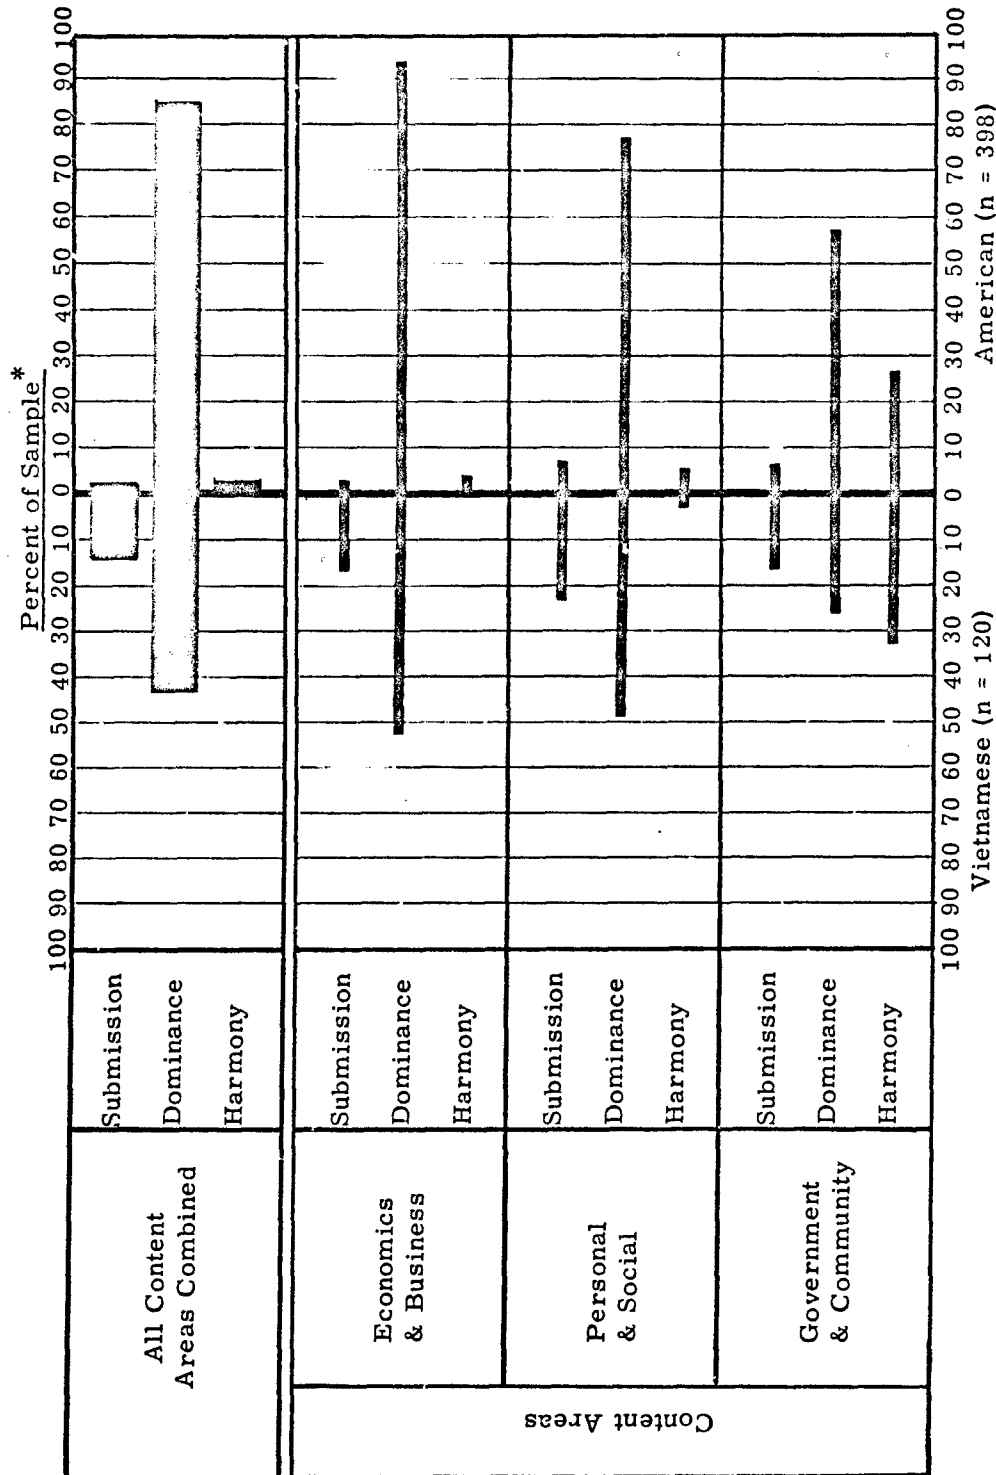 Percent of Sample*
100 90 80 70 60 50 40 30 20 10 0 10 20 30 40 50 60 70 80 90 100
All Content
Areas Combined
Submission
Dominance
Harmony
Content Areas
Economics
& Business
Submission
Dominance
Harmony
Personal
& Social
Submission
Dominance
Harmony
Government
& Community
Submission
Dominance
Harmony
100 90 80 70 60 50 40 30 20 10 0 10 20 30 40 50 60 70 80 90 100
Vietnamese (n = 120)
American (n = 398)